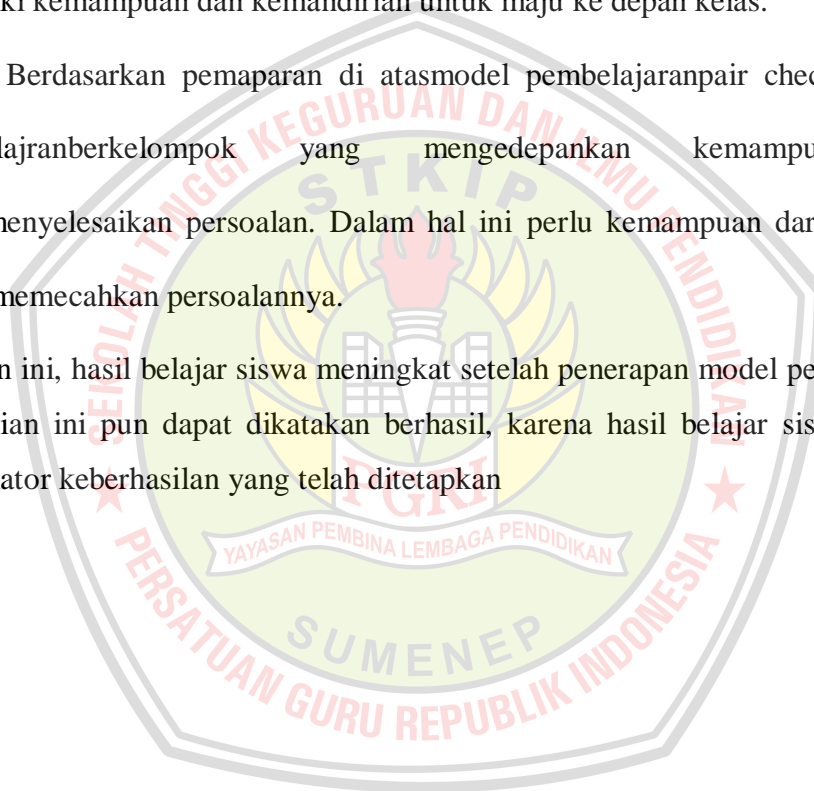 ki kemampuan dan kemandirian untuk maju ke depan kelas.
Berdasarkan pemaparan di atasmodel pembelajaranpair chec
lajranberkelompok yang mengedepankan kemampu
menyelesaikan persoalan. Dalam hal ini perlu kemampuan dar
memecahkan persoalannya.
n ini, hasil belajar siswa meningkat setelah penerapan model pe
ian ini pun dapat dikatakan berhasil, karena hasil belajar sis
ator keberhasilan yang telah ditetapkan
SEKOLAH TINGGI KEGURUAN DAN ILMU PENDIDIKAN
STKIP
PGRI
YAYASAN PEMBINA LEMBAGA PENDIDIKAN
SUMENEP
PERSATUAN GURU REPUBLIK INDONESIA